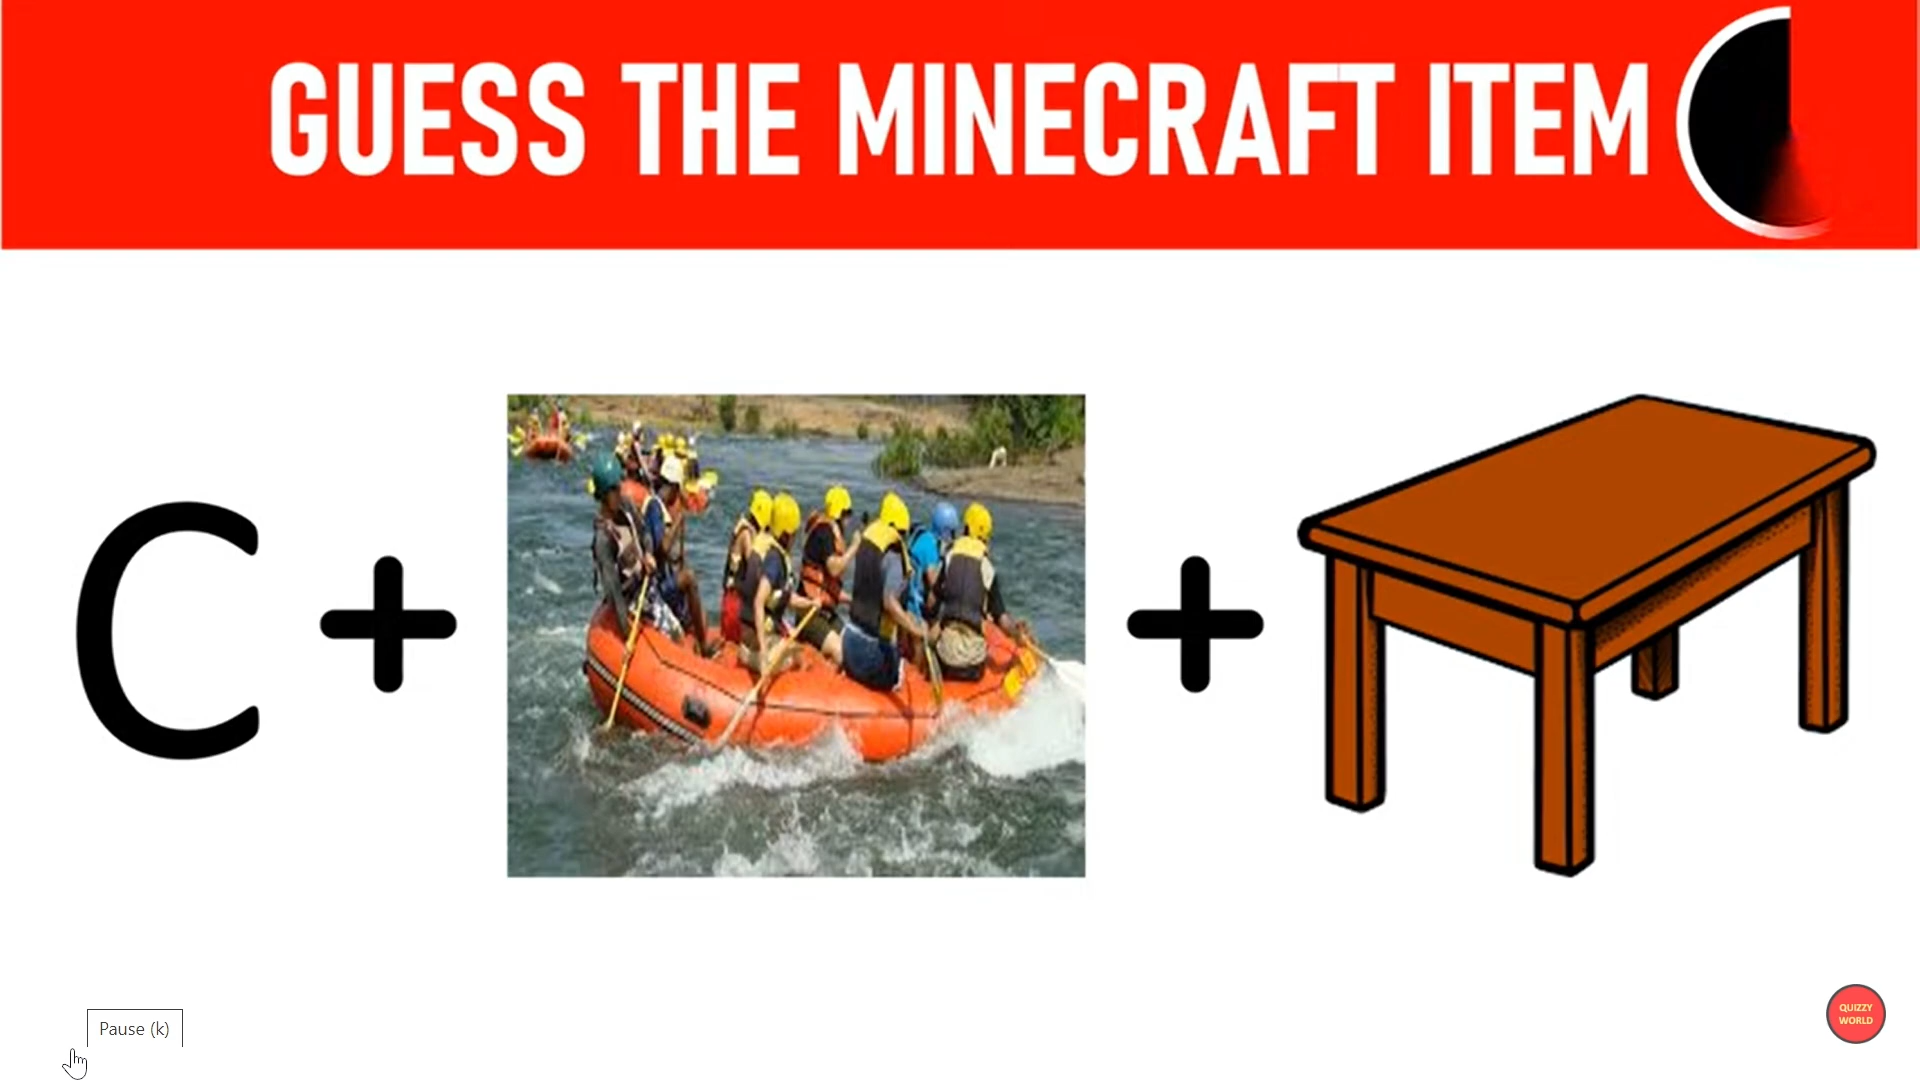 GUESS THE MINECRAFT ITEM
C
+
+
Pause (k)
QUIZZY
WORLD